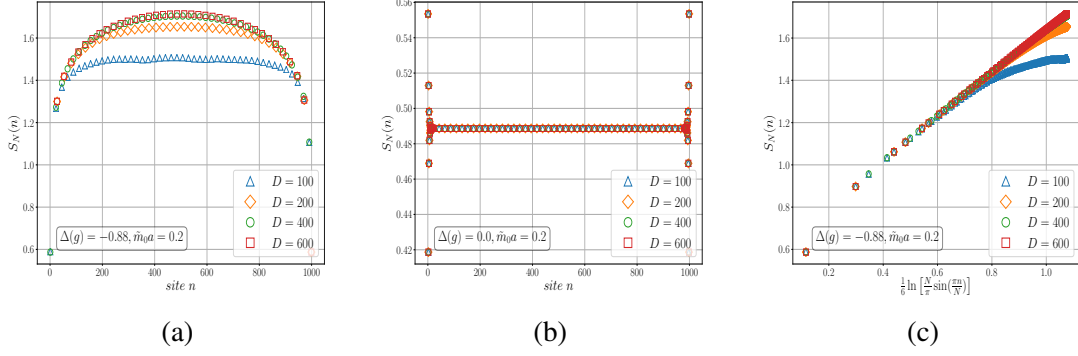 1.6
1.4
1.2
1.0
0.8
0.6
S_N(n)
0 200 400 600 800 1000
site n
D = 100
D = 200
D = 400
D = 600
Δ(g) = −0.88, m̃₀a = 0.2
(a)
0.56
0.54
0.52
0.50
0.48
0.46
0.44
0.42
S_N(n)
0 200 400 600 800 1000
site n
D = 100
D = 200
D = 400
D = 600
Δ(g) = 0.0, m̃₀a = 0.2
(b)
1.6
1.4
1.2
1.0
0.8
0.6
S_N(n)
0.2 0.4 0.6 0.8 1.0
1/6 ln [N/π sin(πn/N)]
D = 100
D = 200
D = 400
D = 600
Δ(g) = −0.88, m̃₀a = 0.2
(c)